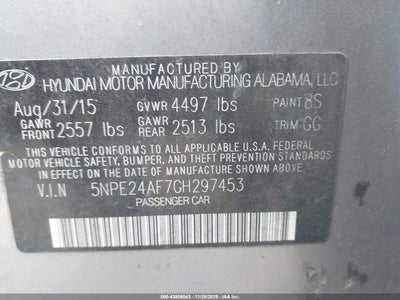 MANUFACTURED BY
HYUNDAI MOTOR MANUFACTURING ALABAMA, LLC
Aug/31/15 GVWR 4497 lbs PAINT 8S
GAWR FRONT 2557 lbs GAWR REAR 2513 lbs TRIM GG
THIS VEHICLE CONFORMS TO ALL APPLICABLE U.S.A. FEDERAL
MOTOR VEHICLE SAFETY, BUMPER, AND THEFT PREVENTION STANDARDS
IN EFFECT ON THE DATE OF MANUFACTURE SHOWN ABOVE.
V.I.N 5NPE24AF7GH297453
PASSENGER CAR